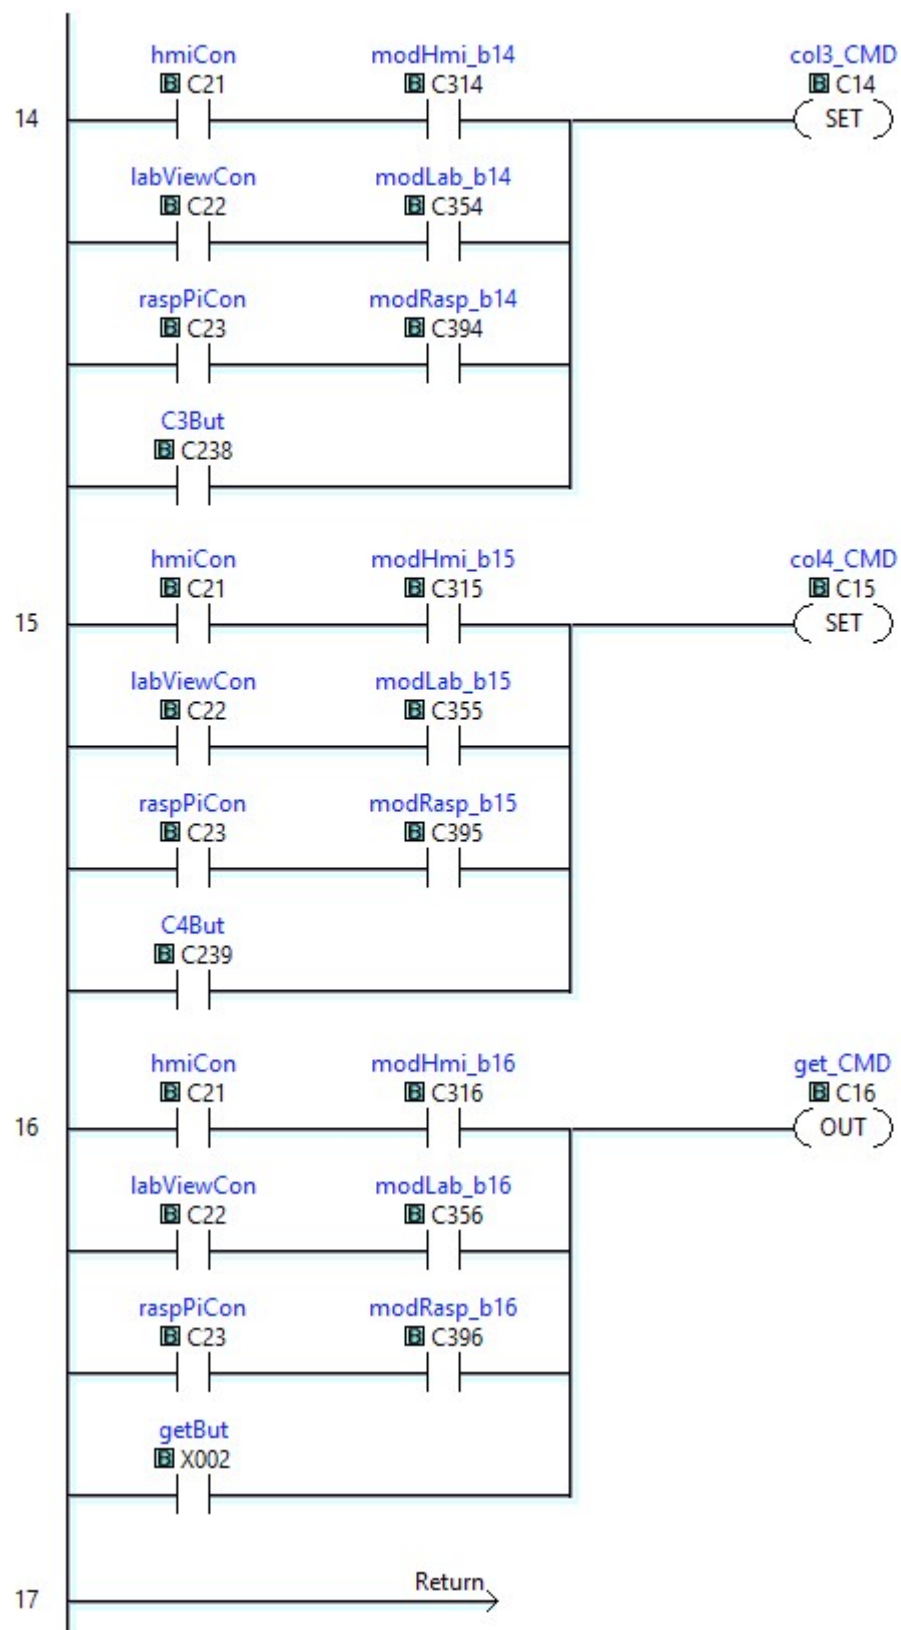 hmiCon modHmi_b14 col3_CMD
B C21 B C314 B C14
14 SET
labViewCon modLab_b14
B C22 B C354
raspPiCon modRasp_b14
B C23 B C394
C3But
B C238
hmiCon modHmi_b15 col4_CMD
B C21 B C315 B C15
15 SET
labViewCon modLab_b15
B C22 B C355
raspPiCon modRasp_b15
B C23 B C395
C4But
B C239
hmiCon modHmi_b16 get_CMD
B C21 B C316 B C16
16 OUT
labViewCon modLab_b16
B C22 B C356
raspPiCon modRasp_b16
B C23 B C396
getBut
B X002
17 Return